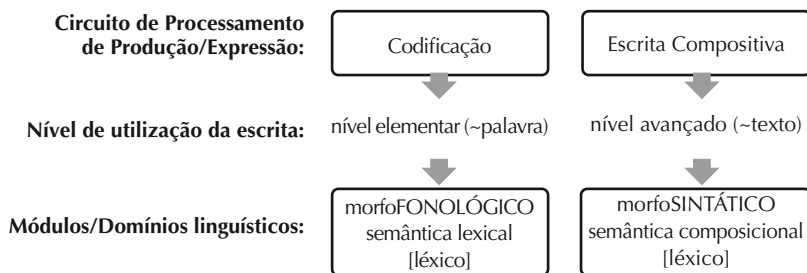 Circuito de Processamento
de Produção/Expressão:
Codificação
Escrita Compositiva
Nível de utilização da escrita:
nível elementar (~palavra)
nível avançado (~texto)
Módulos/Domínios linguísticos:
morfoFONOLÓGICO
semântica lexical
[léxico]
morfoSINTÁTICO
semântica composicional
[léxico]